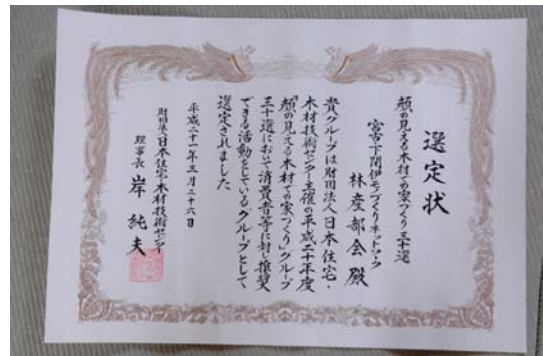 選定状
顔の見える木材での家づくり三十選
宮古・下閉伊モノづくりネットワーク
林産部会殿
貴グループは財団法人日本住宅・
木材技術センター主催の平成二十年度
「顔の見える木材での家づくり」グループ
三十選において消費者等に対し推奨
できる活動をしているグループとして、
選定されました
平成二十一年三月二十六日
財団法人日本住宅・木材技術センター
理事長 岸 純夫